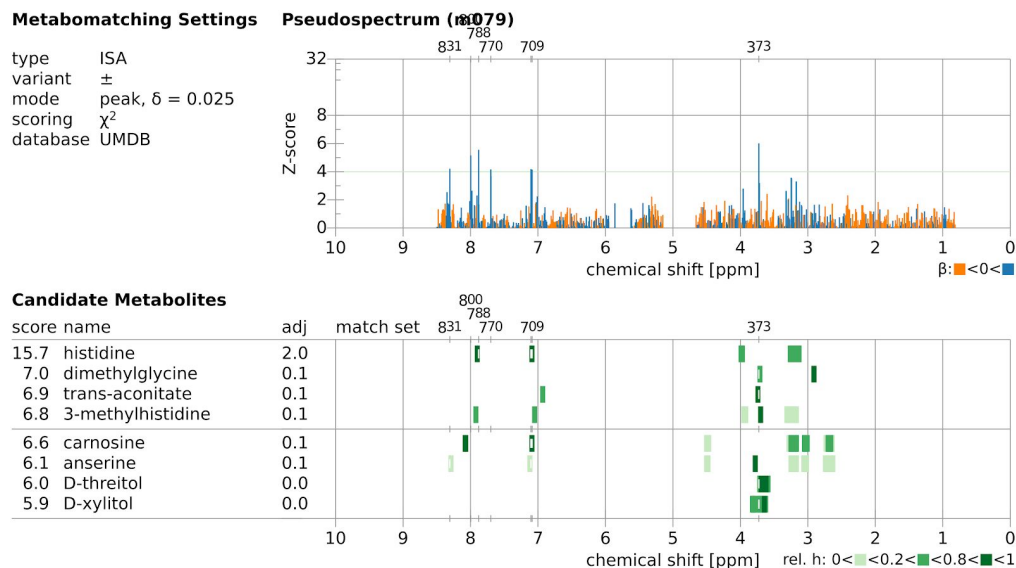 Metabomatching Settings
type ISA
variant ±
mode peak, δ = 0.025
scoring χ²
database UMDB
Pseudospectrum (m079)
800
788
831 770 709 373
32
8
6
4
2
0
Z-score
10 9 8 7 6 5 4 3 2 1 0
chemical shift [ppm]
β: <0<
Candidate Metabolites
800
788
score name adj match set 831 770 709 373
15.7 histidine 2.0
7.0 dimethylglycine 0.1
6.9 trans-aconitate 0.1
6.8 3-methylhistidine 0.1
6.6 carnosine 0.1
6.1 anserine 0.1
6.0 D-threitol 0.0
5.9 D-xylitol 0.0
10 9 8 7 6 5 4 3 2 1 0
chemical shift [ppm]
rel. h: 0< <0.2< <0.8< <1